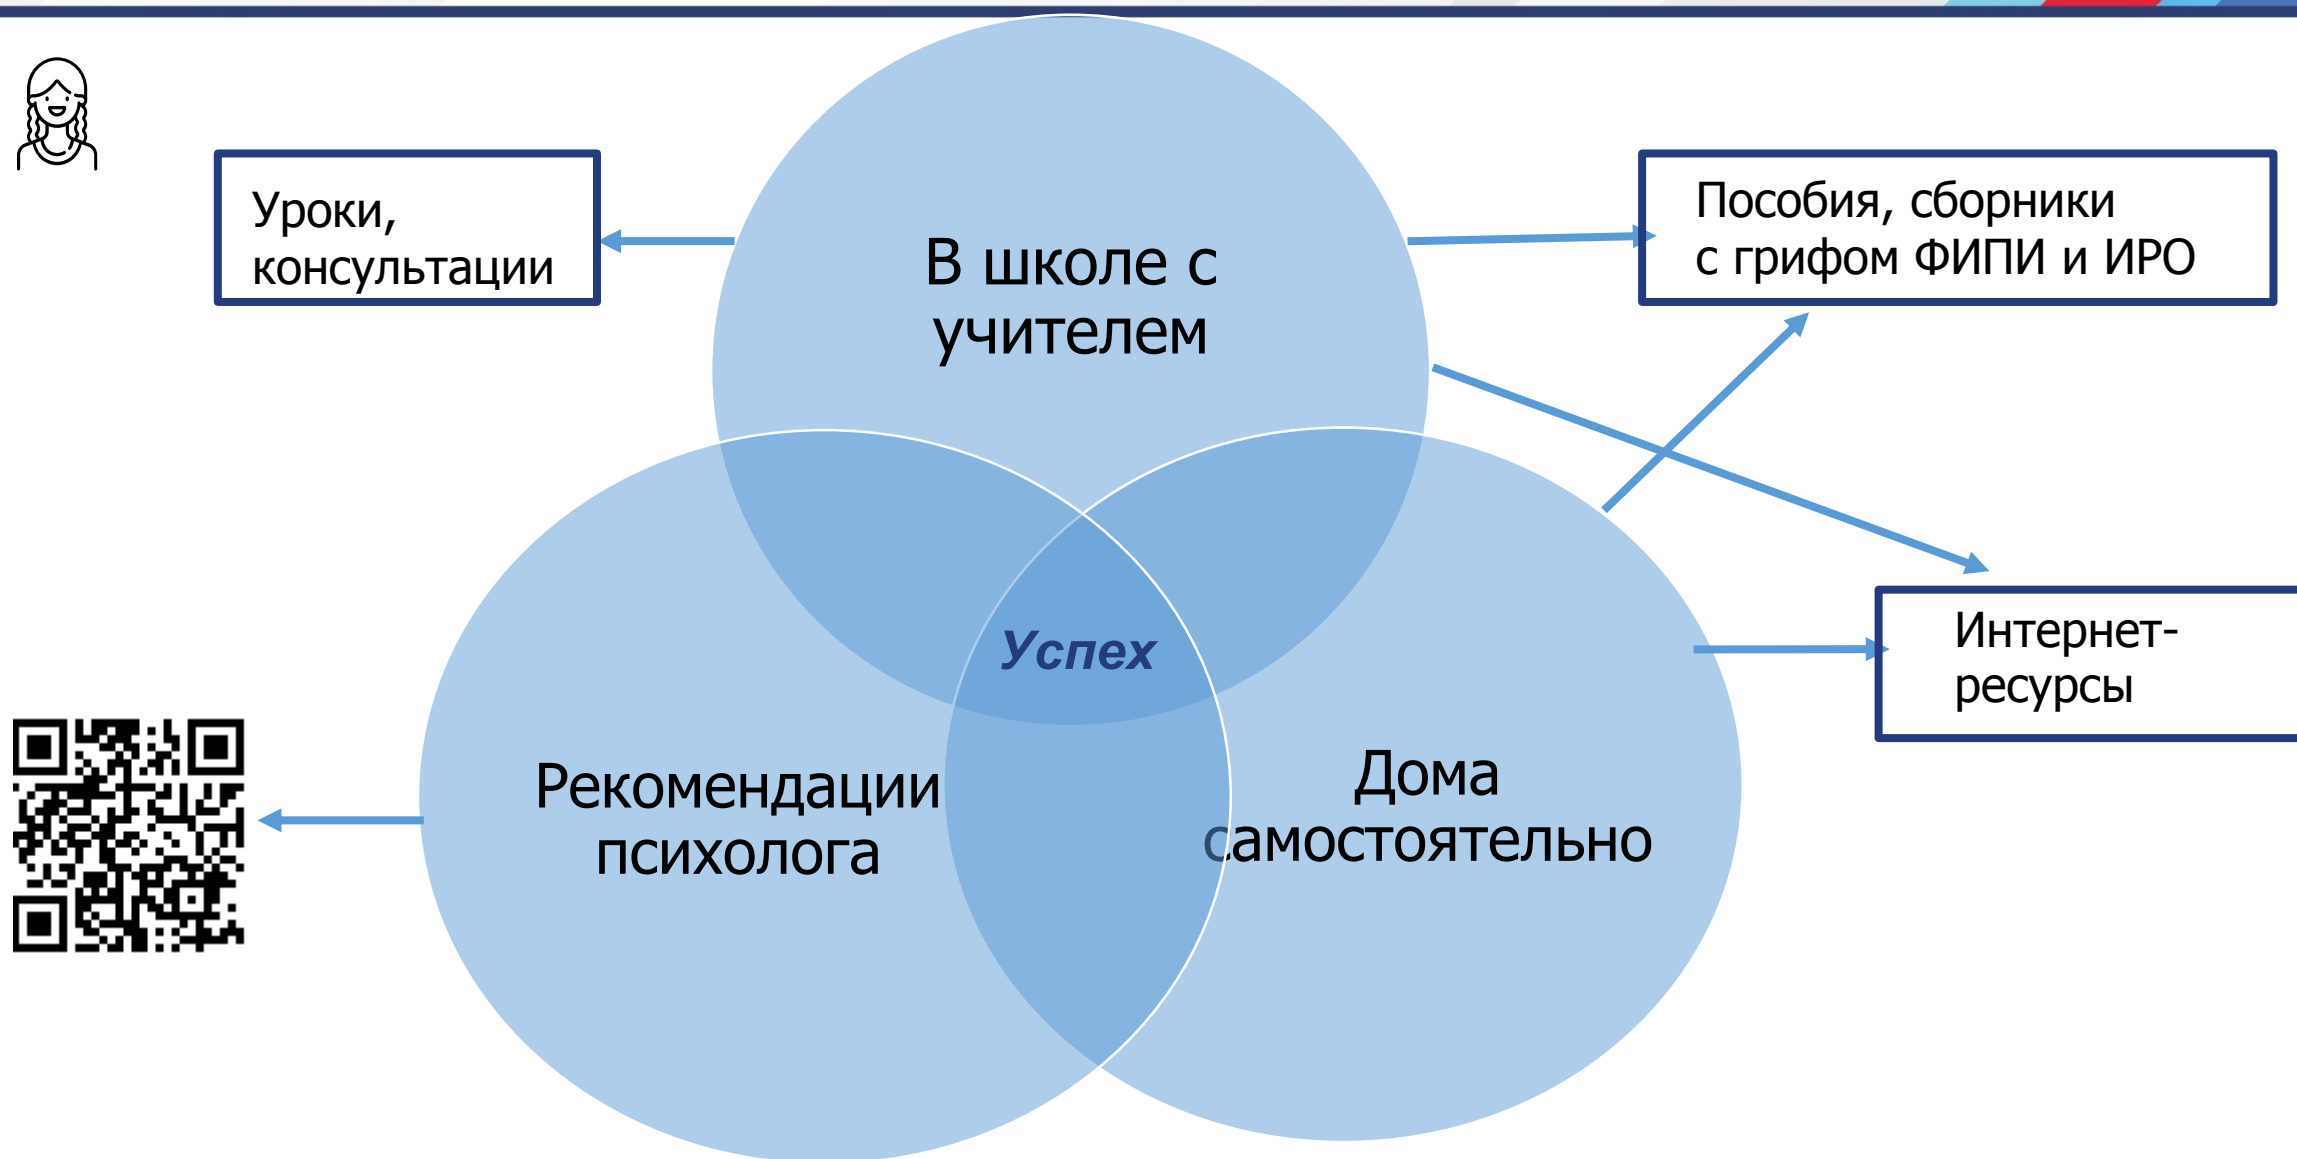 Уроки,
консультации
В школе с
учителем
Пособия, сборники
с грифом ФИПИ и ИРО
Успех
Интернет-
ресурсы
Рекомендации
психолога
Дома
самостоятельно